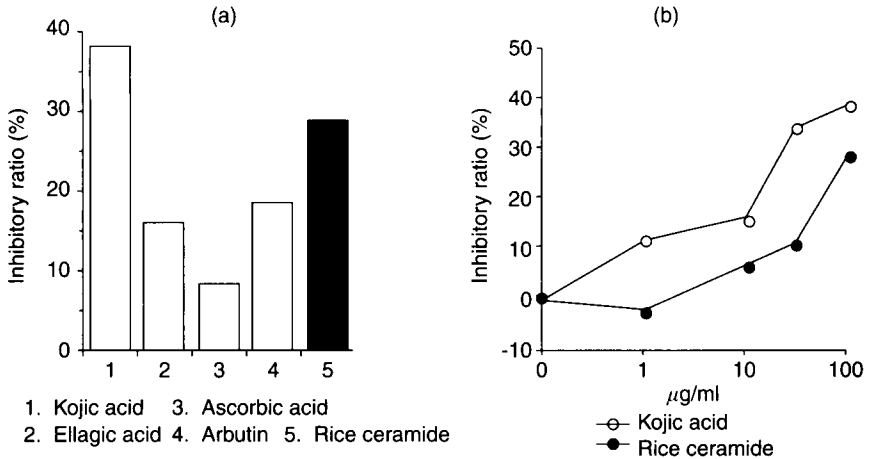 (a)
Inhibitory ratio (%)
40
30
20
10
0
1 2 3 4 5
1. Kojic acid 3. Ascorbic acid
2. Ellagic acid 4. Arbutin 5. Rice ceramide
(b)
Inhibitory ratio (%)
50
40
30
20
10
0
-10
0 1 10 100
μg/ml
Kojic acid
Rice ceramide